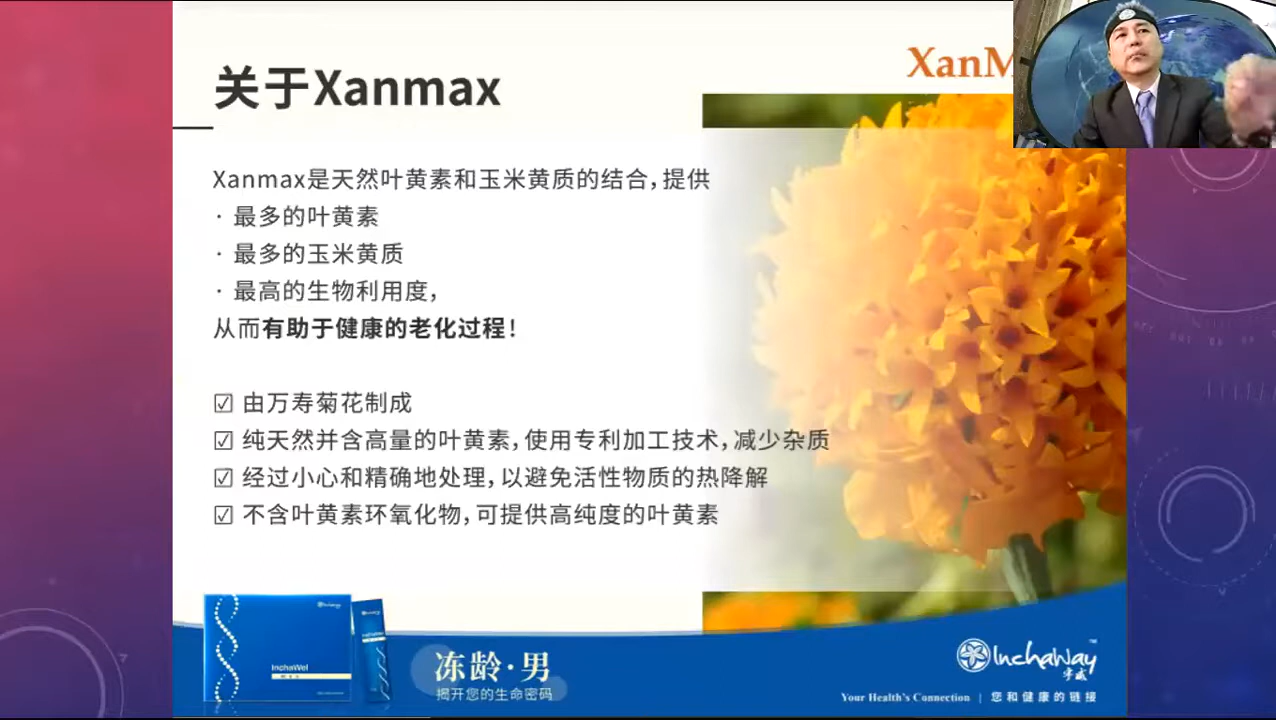 关于Xanmax
XanM
Xanmax是天然叶黄素和玉米黄质的结合，提供
· 最多的叶黄素
· 最多的玉米黄质
· 最高的生物利用度，
从而有助于健康的老化过程！
☑ 由万寿菊花制成
☑ 纯天然并含高量的叶黄素，使用专利加工技术，减少杂质
☑ 经过小心和精确地处理，以避免活性物质的热降解
☑ 不含叶黄素环氧化物，可提供高纯度的叶黄素
InchaWel
冻龄·男
揭开您的生命密码
InchaWay™
宇威
Your Health's Connection | 您和健康的链接